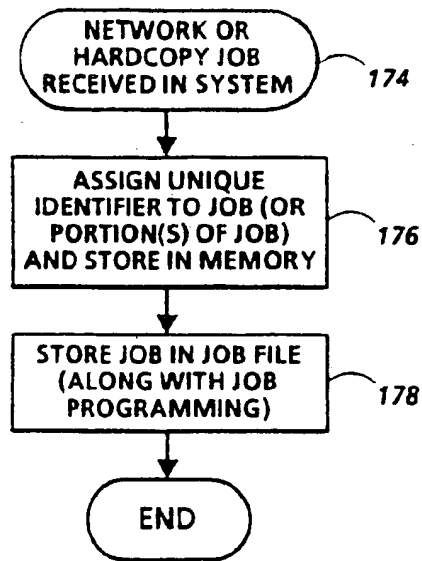 NETWORK OR
HARDCOPY JOB
RECEIVED IN SYSTEM
174
ASSIGN UNIQUE
IDENTIFIER TO JOB (OR
PORTION(S) OF JOB)
AND STORE IN MEMORY
176
STORE JOB IN JOB FILE
(ALONG WITH JOB
PROGRAMMING)
178
END